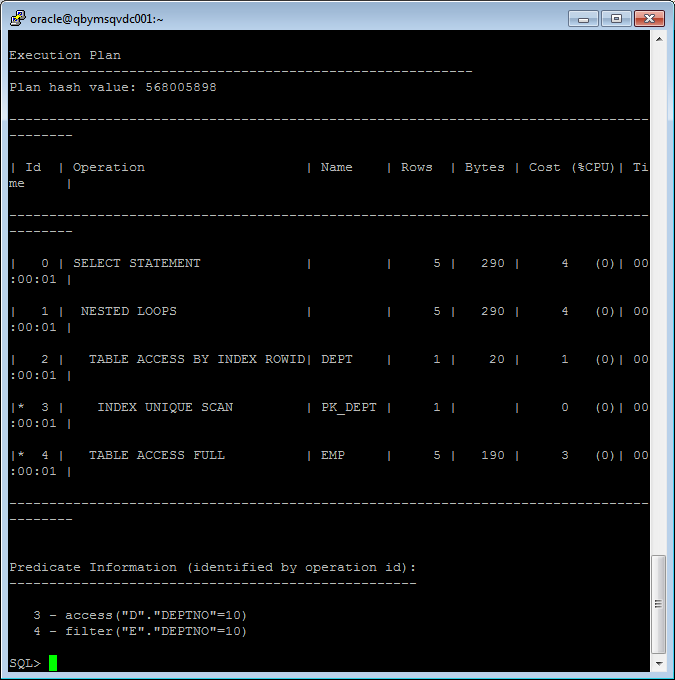 oracle@qbymsqvdc001:~
Execution Plan
----------------------------------------------------------
Plan hash value: 568005898
--------------------------------------------------------------------------------
--------
| Id  | Operation                    | Name    | Rows  | Bytes | Cost (%CPU)| Ti
me     |
--------------------------------------------------------------------------------
--------
|   0 | SELECT STATEMENT             |         |     5 |   290 |     4   (0)| 00
:00:01 |
|   1 |  NESTED LOOPS                |         |     5 |   290 |     4   (0)| 00
:00:01 |
|   2 |   TABLE ACCESS BY INDEX ROWID| DEPT    |     1 |    20 |     1   (0)| 00
:00:01 |
|*  3 |    INDEX UNIQUE SCAN         | PK_DEPT |     1 |       |     0   (0)| 00
:00:01 |
|*  4 |   TABLE ACCESS FULL          | EMP     |     5 |   190 |     3   (0)| 00
:00:01 |
--------------------------------------------------------------------------------
--------
Predicate Information (identified by operation id):
---------------------------------------------------
   3 - access("D"."DEPTNO"=10)
   4 - filter("E"."DEPTNO"=10)
SQL>